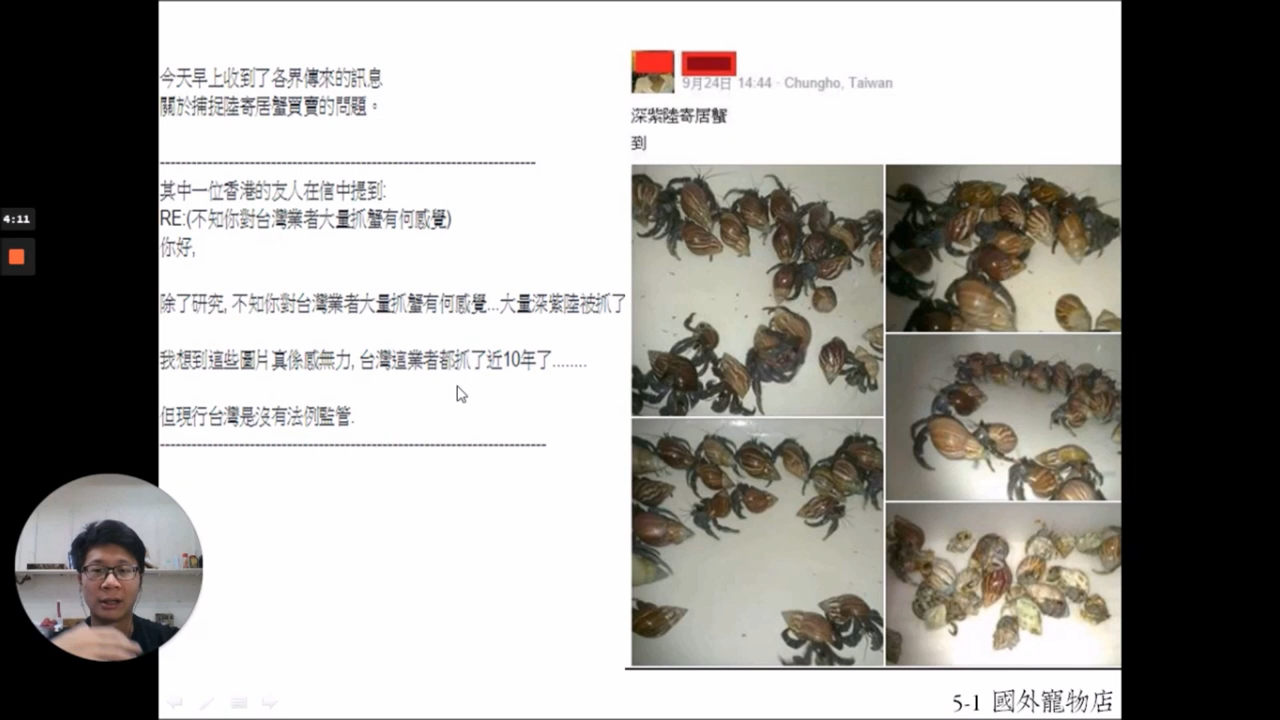 今天早上收到了各界傳來的訊息
關於捕捉陸寄居蟹買賣的問題。
其中一位香港的友人在信中提到:
RE:(不知你對台灣業者大量抓蟹有何感覺)
你好,
除了研究, 不知你對台灣業者大量抓蟹有何感覺...大量深紫陸被抓了
我想到這些圖片真係感無力, 台灣這業者都抓了近10年了........
但現行台灣是沒有法例監管.
9月24日 14:44 · Chungho, Taiwan
深紫陸寄居蟹
到
4:11
5-1 國外寵物店